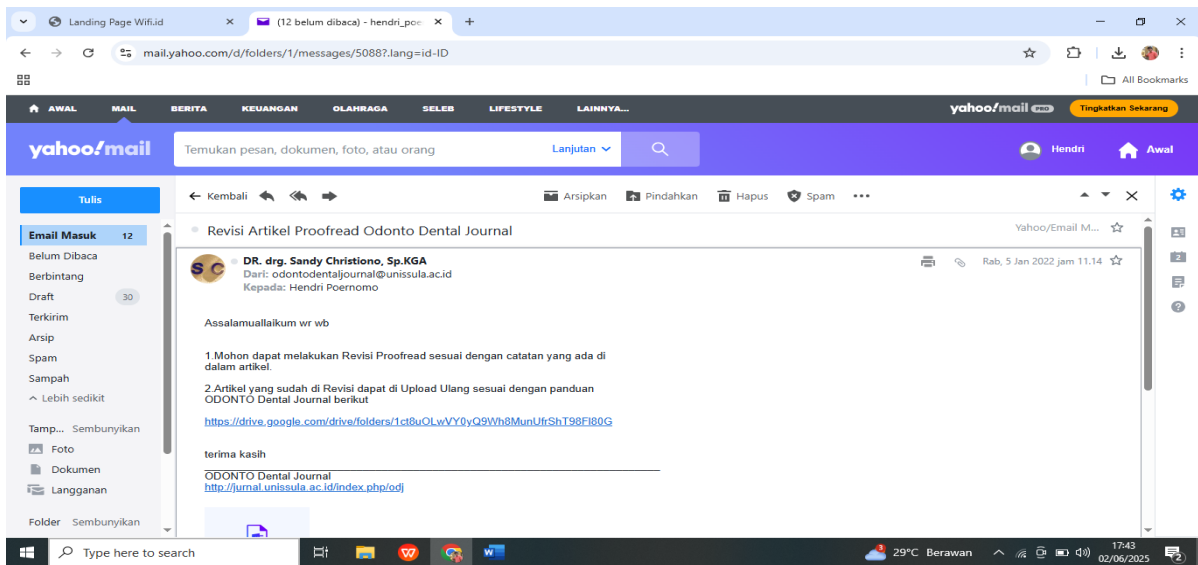 Landing Page Wifi.id
(12 belum dibaca) - hendri_poe
mail.yahoo.com/d/folders/1/messages/5088?.lang=id-ID
All Bookmarks
AWAL MAIL BERITA KEUANGAN OLAHRAGA SELEB LIFESTYLE LAINNYA... yahoo!mail PRO Tingkatkan Sekarang
yahoo!mail Temukan pesan, dokumen, foto, atau orang Lanjutan Hendri Awal
Tulis Kembali Arsipkan Pindahkan Hapus Spam
Email Masuk 12
Belum Dibaca
Berbintang
Draft 30
Terkirim
Arsip
Spam
Sampah
Lebih sedikit
Tamp... Sembunyikan
Foto
Dokumen
Langganan
Folder Sembunyikan
Revisi Artikel Proofread Odonto Dental Journal Yahoo/Email M...
S C DR. drg. Sandy Christiono, Sp.KGA Rab, 5 Jan 2022 jam 11.14
Dari: odontodentaljournal@unissula.ac.id
Kepada: Hendri Poernomo
Assalamuallaikum wr wb
1.Mohon dapat melakukan Revisi Proofread sesuai dengan catatan yang ada di
dalam artikel.
2.Artikel yang sudah di Revisi dapat di Upload Ulang sesuai dengan panduan
ODONTO Dental Journal berikut
https://drive.google.com/drive/folders/1ct8uOLwVY0yQ9Wh8MunUfrShT98FI80G
terima kasih
ODONTO Dental Journal
http://jurnal.unissula.ac.id/index.php/odj
2
Type here to search
W
3
29°C Berawan
17:43
02/06/2025
2